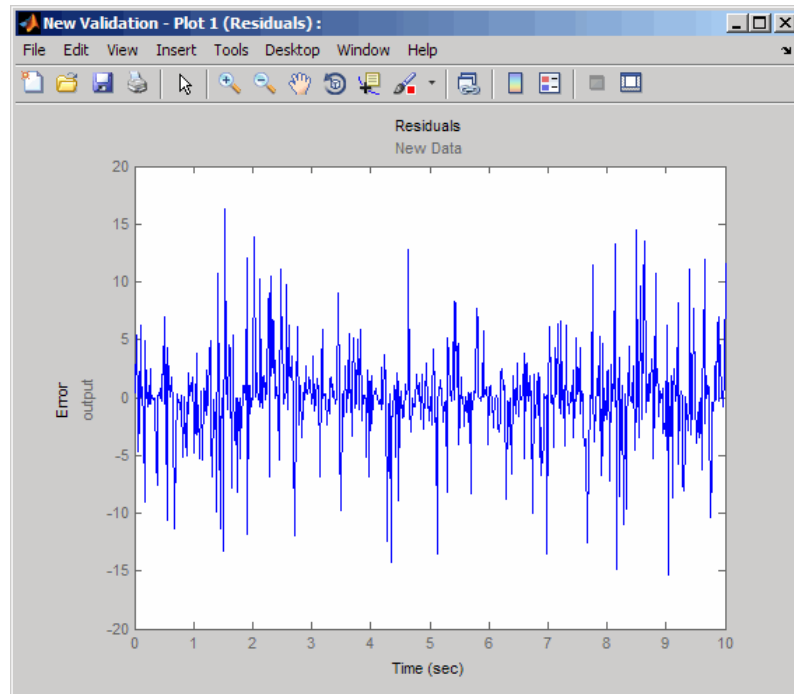 New Validation - Plot 1 (Residuals) :
File Edit View Insert Tools Desktop Window Help
Residuals
New Data
20
15
10
5
0
-5
-10
-15
-20
Error
output
0 1 2 3 4 5 6 7 8 9 10
Time (sec)